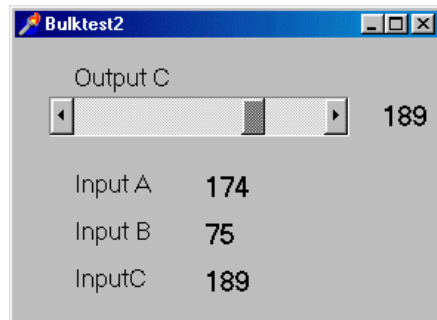 Bulktest2
Output C
189
Input A 174
Input B 75
InputC 189